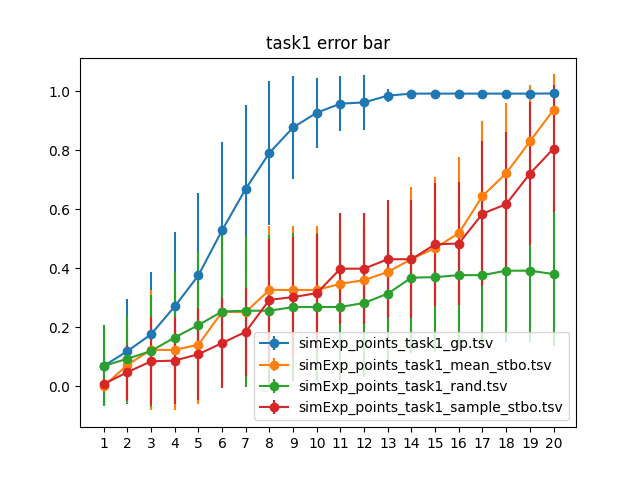 task1 error bar
1.0
0.8
0.6
0.4
0.2
0.0
simExp_points_task1_gp.tsv
simExp_points_task1_mean_stbo.tsv
simExp_points_task1_rand.tsv
simExp_points_task1_sample_stbo.tsv
1 2 3 4 5 6 7 8 9 10 11 12 13 14 15 16 17 18 19 20